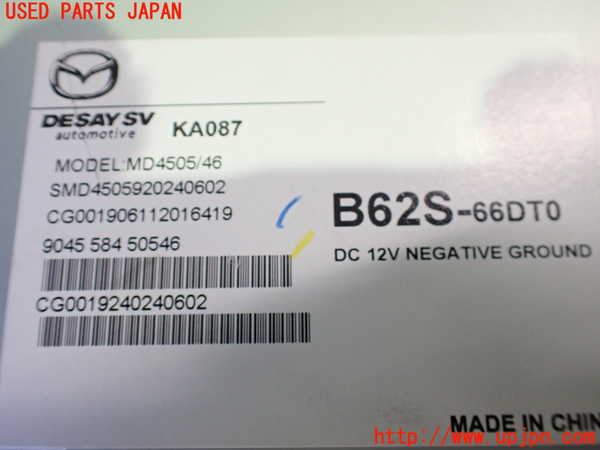 USED PARTS JAPAN
DESAY SV
automotive
KA087
MODEL:MD4505/46
SMD4505920240602
CG001906112016419
9045 584 50546
CG0019240240602
B62S-66DT0
DC 12V NEGATIVE GROUND
MADE IN CHIN
http://www.upjpn.com/